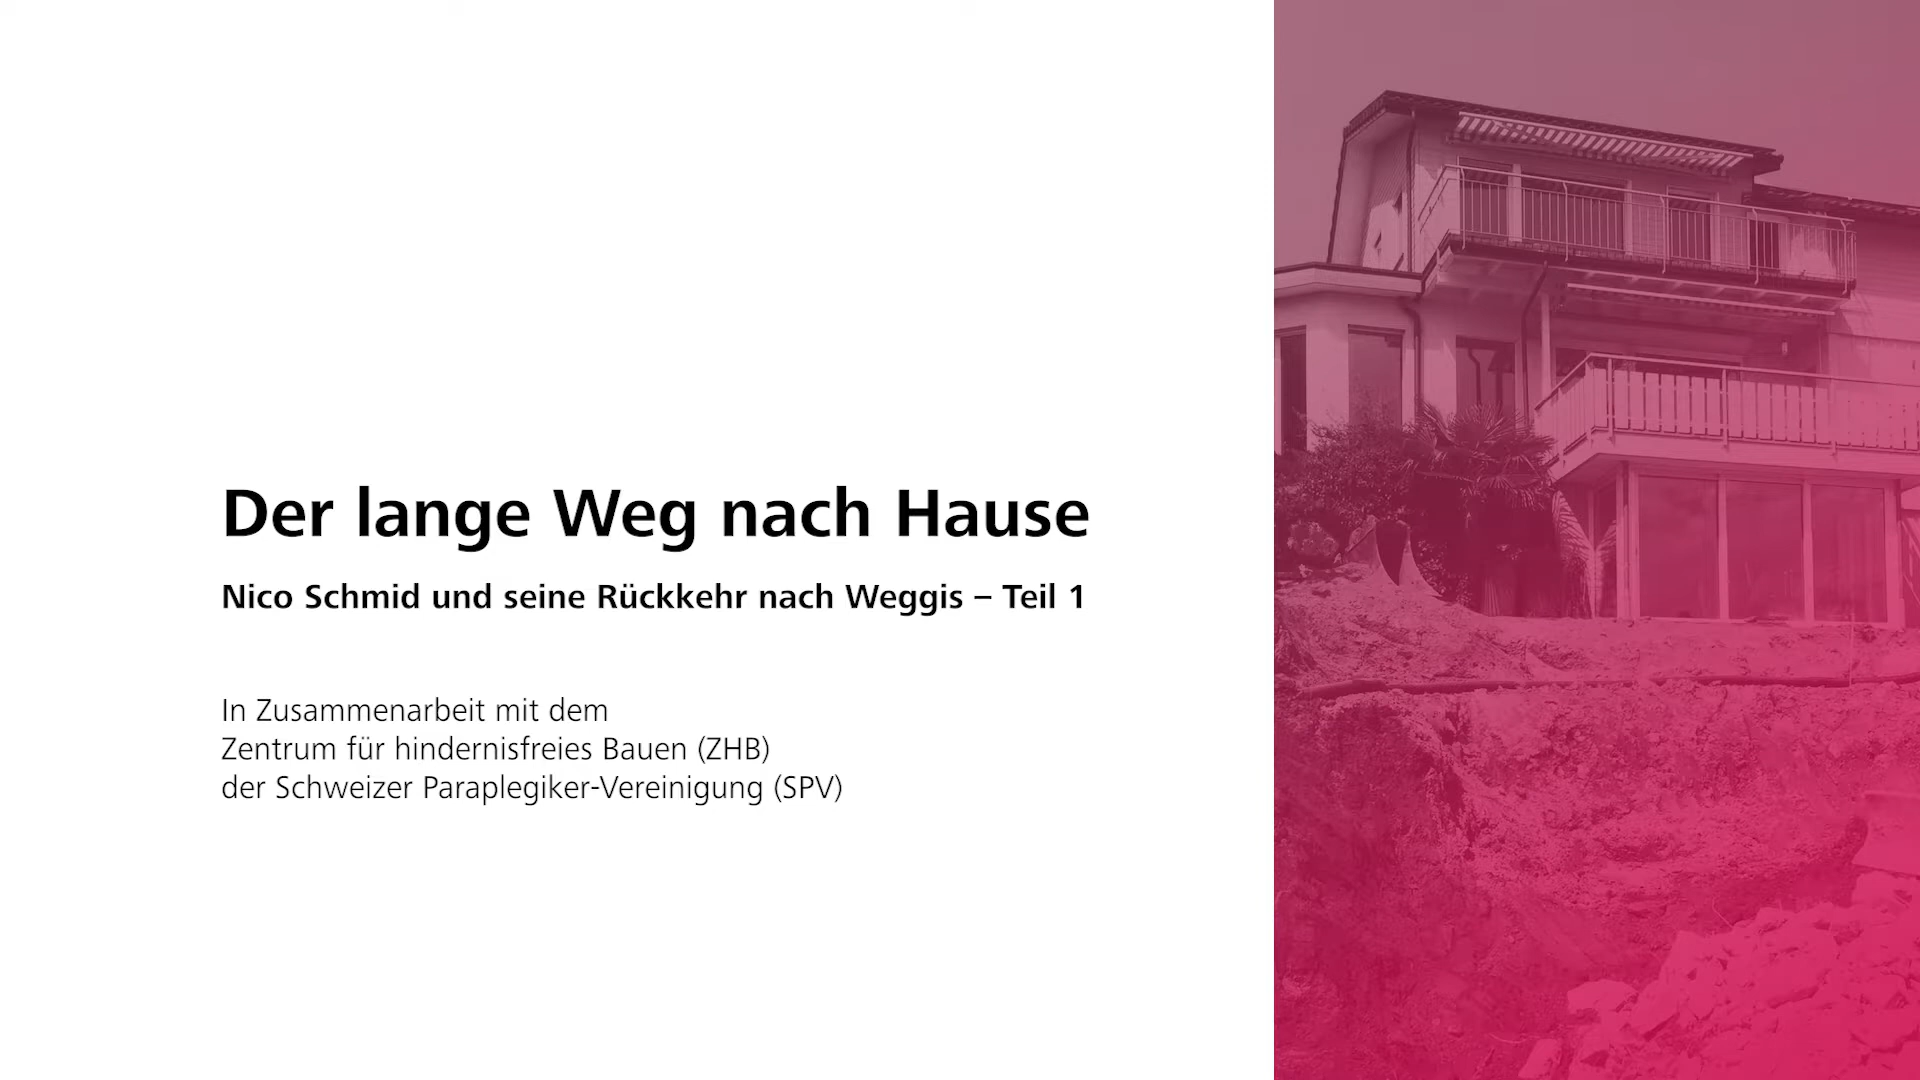 Der lange Weg nach Hause
Nico Schmid und seine Rückkehr nach Weggis – Teil 1
In Zusammenarbeit mit dem
Zentrum für hindernisfreies Bauen (ZHB)
der Schweizer Paraplegiker-Vereinigung (SPV)